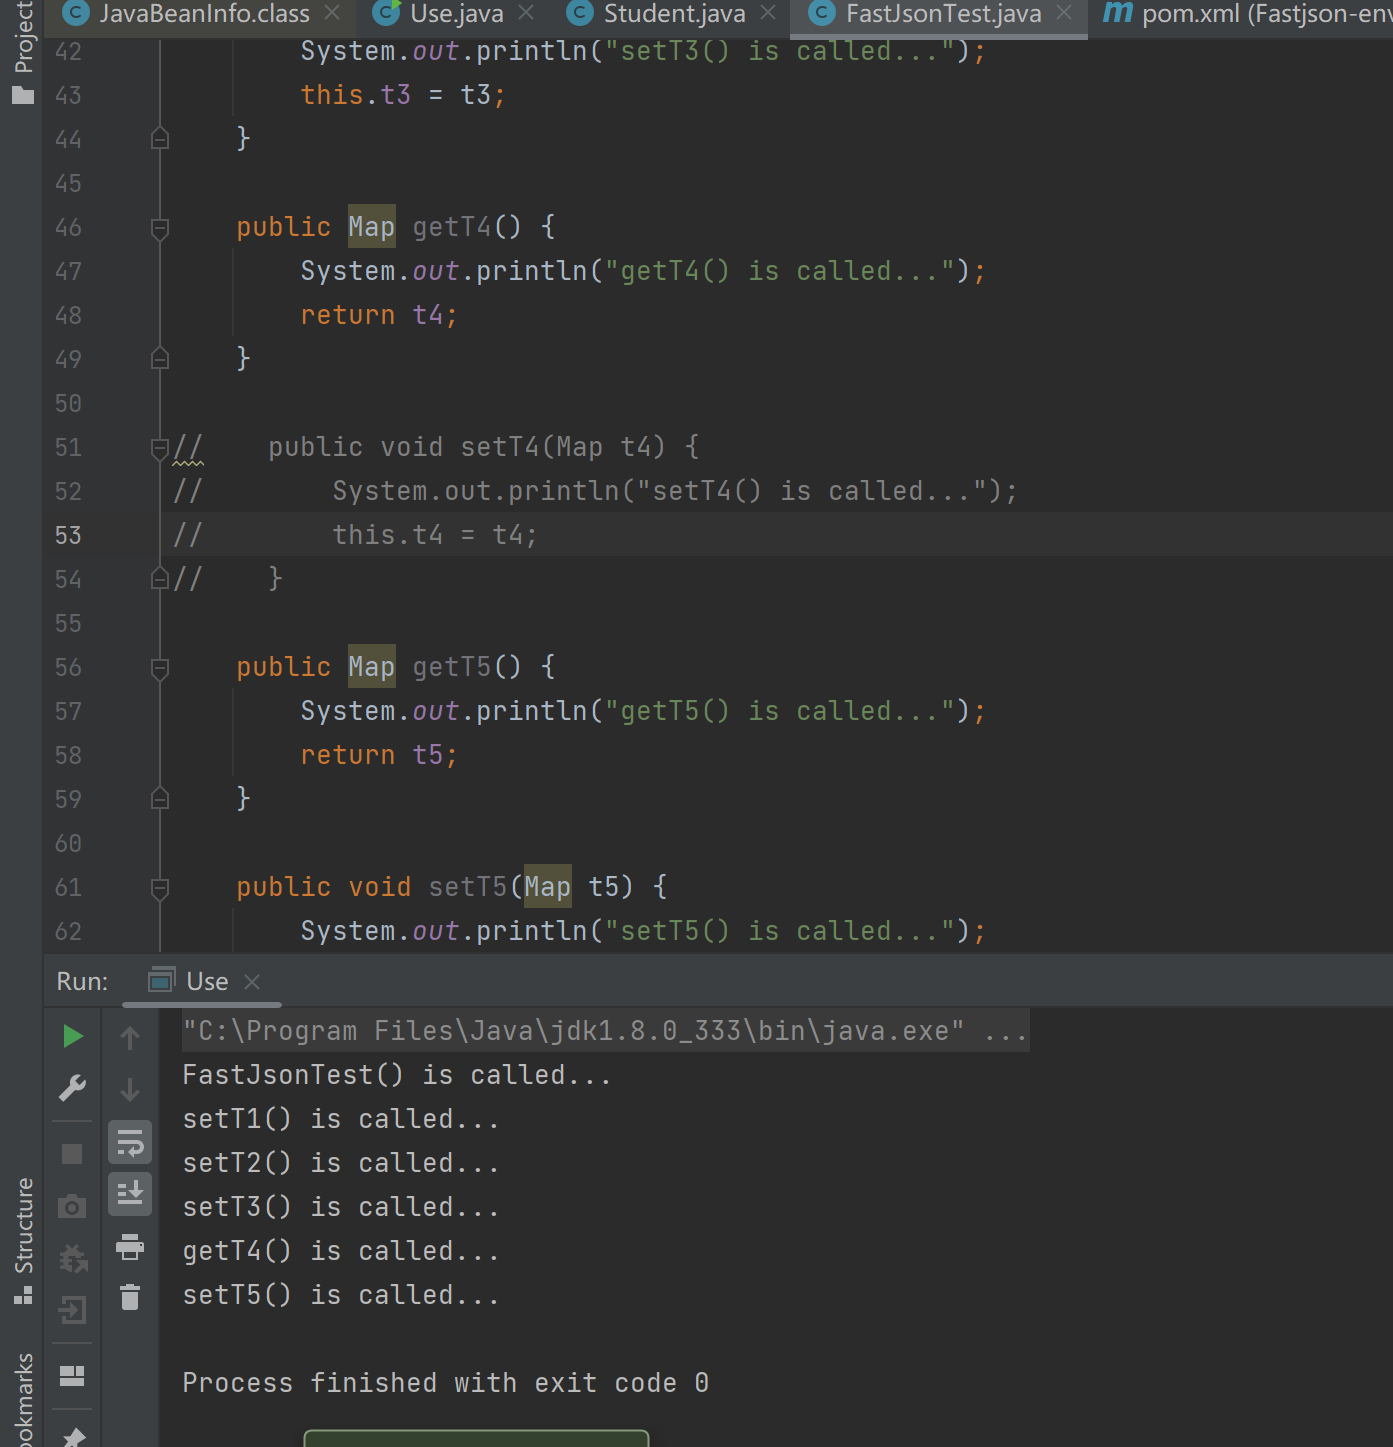 JavaBeanInfo.class Use.java Student.java FastJsonTest.java pom.xml (Fastjson-env
Project
42 System.out.println("setT3() is called...");
43 this.t3 = t3;
44 }
45
46 public Map getT4() {
47 System.out.println("getT4() is called...");
48 return t4;
49 }
50
51 // public void setT4(Map t4) {
52 // System.out.println("setT4() is called...");
53 // this.t4 = t4;
54 // }
55
56 public Map getT5() {
57 System.out.println("getT5() is called...");
58 return t5;
59 }
60
61 public void setT5(Map t5) {
62 System.out.println("setT5() is called...");
Run: Use
"C:\Program Files\Java\jdk1.8.0_333\bin\java.exe" ...
FastJsonTest() is called...
setT1() is called...
setT2() is called...
setT3() is called...
getT4() is called...
setT5() is called...
Process finished with exit code 0
Structure
ookmarks